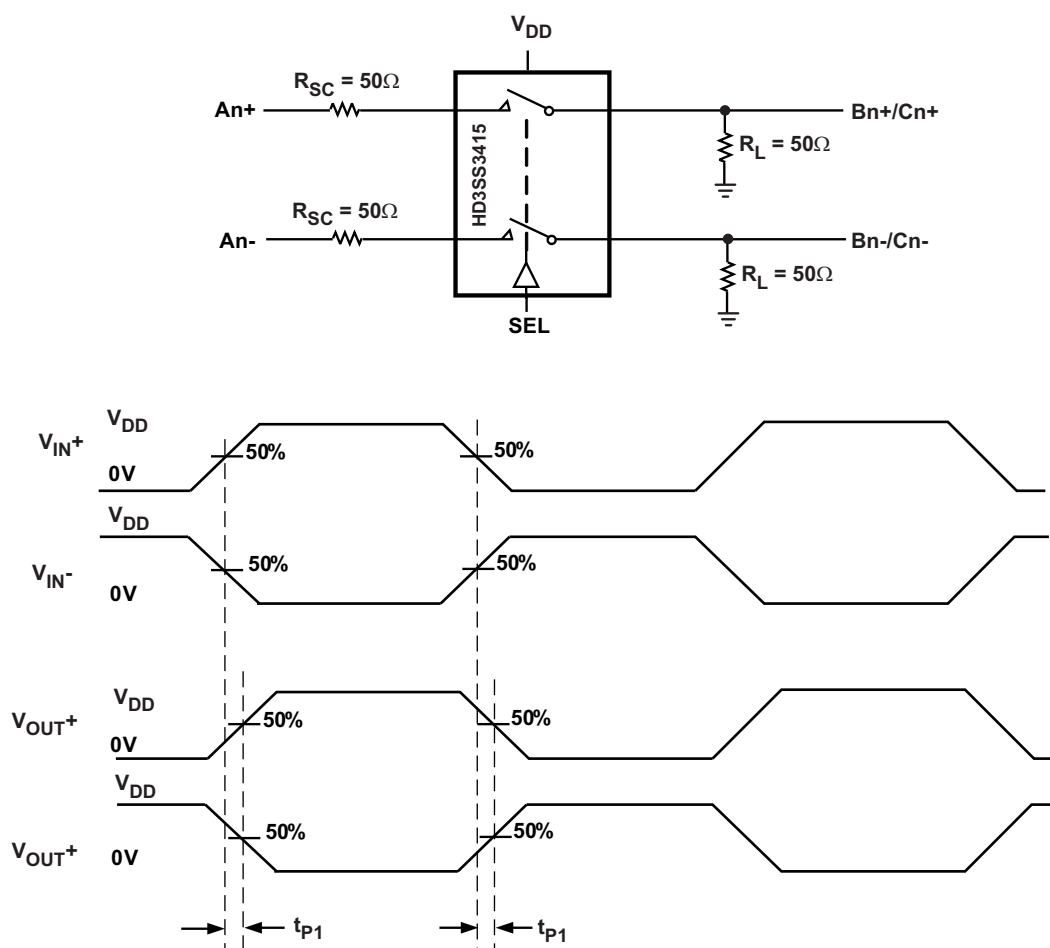 VDD
RSC = 50Ω
An+
Bn+/Cn+
HD3SS3415
RL = 50Ω
RSC = 50Ω
An-
Bn-/Cn-
RL = 50Ω
SEL
VDD
VIN+
50%
50%
0V
VDD
VIN-
50%
50%
0V
VDD
VOUT+
50%
50%
0V
VDD
50%
50%
VOUT+
0V
tP1
tP1